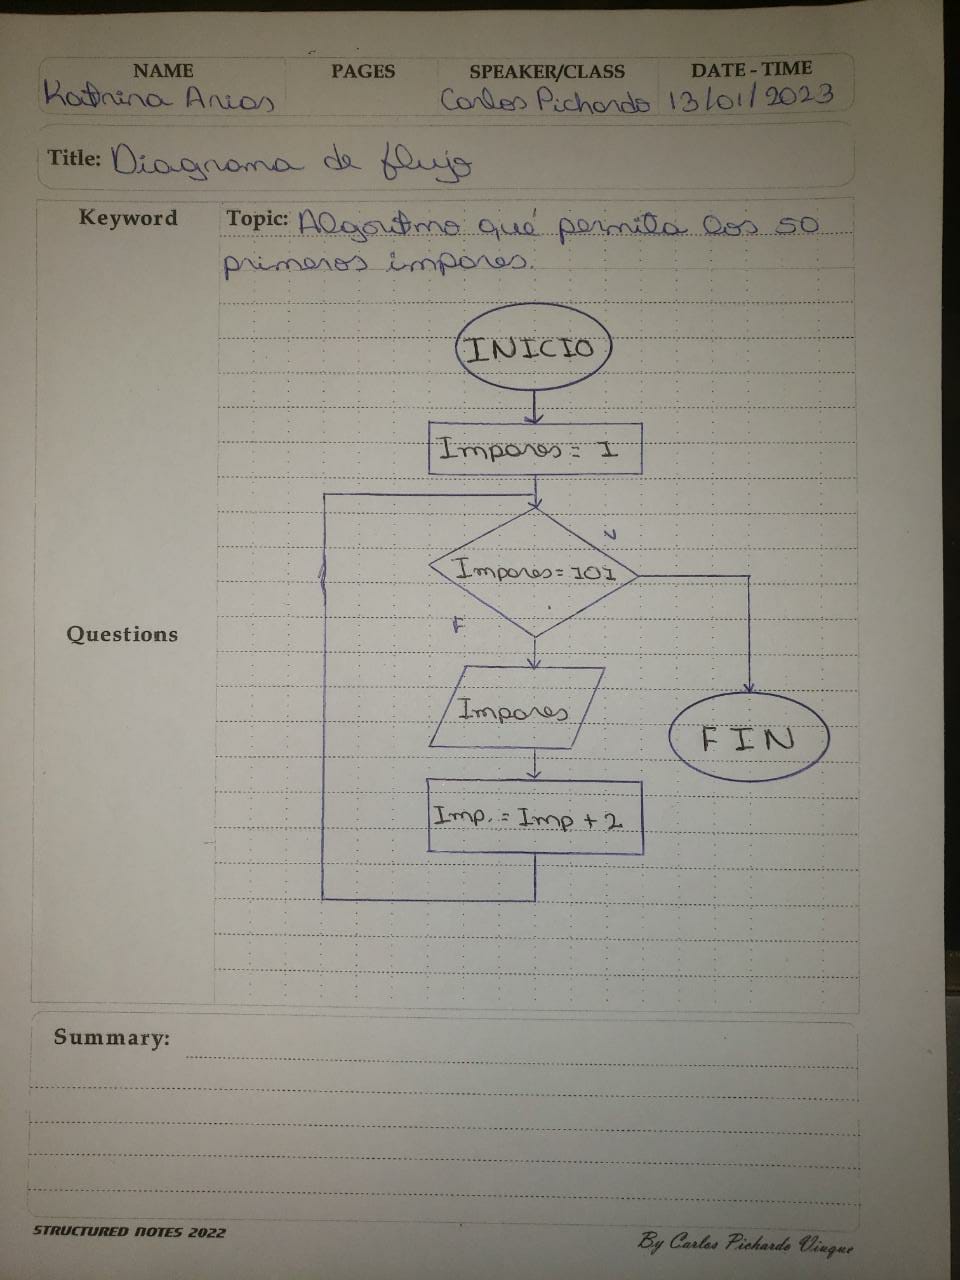 NAME PAGES SPEAKER/CLASS DATE - TIME
Katrina Arias Carlos Pichardo 13/01/2023
Title: Diagrama de flujo
Keyword Topic: Algoritmo qué permita los 50
primeros impares.
INICIO
Impares = 1
V
Impares = 101
F
Questions
Impares
FIN
Imp. = Imp + 2
Summary:
STRUCTURED NOTES 2022
By Carlos Pichardo Viuque